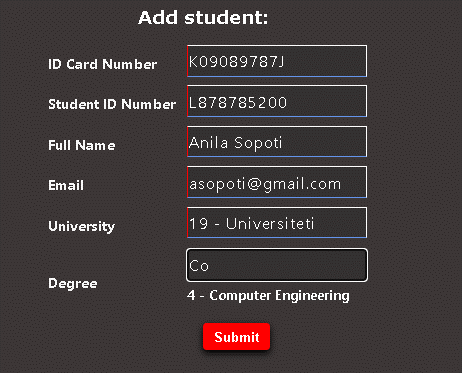 Add student:
ID Card Number K09089787J
Student ID Number L878785200
Full Name Anila Sopoti
Email asopoti@gmail.com
University 19 - Universiteti
Degree Co
4 - Computer Engineering
Submit